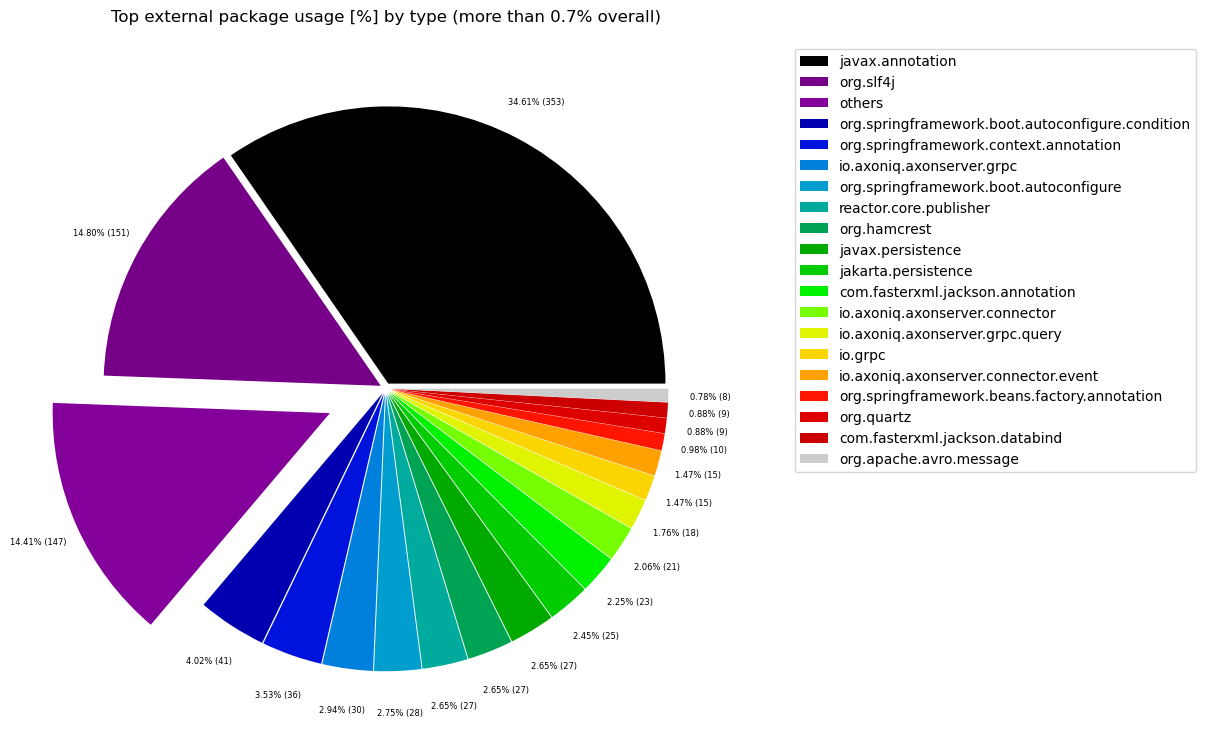 Top external package usage [%] by type (more than 0.7% overall)
34.61% (353)
14.80% (151)
14.41% (147)
4.02% (41)
3.53% (36)
2.94% (30)
2.75% (28)
2.65% (27)
2.65% (27)
2.65% (27)
2.45% (25)
2.25% (23)
2.06% (21)
1.76% (18)
1.47% (15)
1.47% (15)
0.98% (10)
0.88% (9)
0.88% (9)
0.78% (8)
javax.annotation
org.slf4j
others
org.springframework.boot.autoconfigure.condition
org.springframework.context.annotation
io.axoniq.axonserver.grpc
org.springframework.boot.autoconfigure
reactor.core.publisher
org.hamcrest
javax.persistence
jakarta.persistence
com.fasterxml.jackson.annotation
io.axoniq.axonserver.connector
io.axoniq.axonserver.grpc.query
io.grpc
io.axoniq.axonserver.connector.event
org.springframework.beans.factory.annotation
org.quartz
com.fasterxml.jackson.databind
org.apache.avro.message